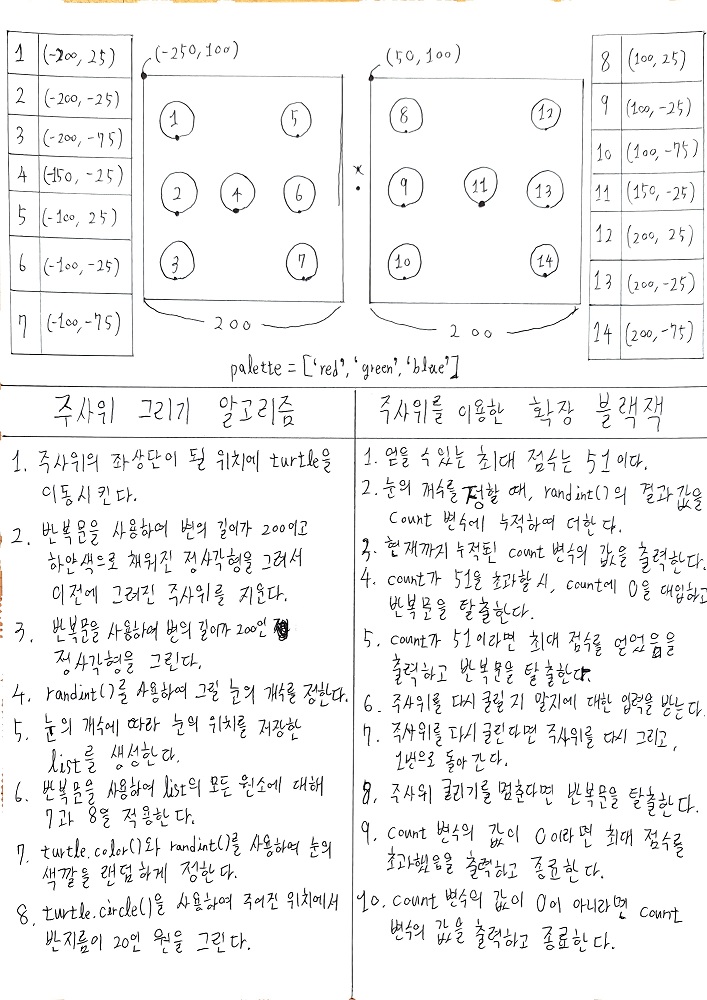 1 (-200, 25)
2 (-200, -25)
3 (-200, -75)
4 (-150, -25)
5 (-100, 25)
6 (-100, -25)
7 (-100, -75)
(-250, 100)
1 5
2 4 6
3 7
200
(50, 100)
8 12
9 11 13
10 14
200
8 (100, 25)
9 (100, -25)
10 (100, -75)
11 (150, -25)
12 (200, 25)
13 (200, -25)
14 (200, -75)
palette = ['red', 'green', 'blue']
주사위 그리기 알고리즘
1. 주사위의 좌상단이 될 위치에 turtle을
이동시킨다.
2. 반복문을 사용하여 변의 길이가 200이고
하얀색으로 채워진 정사각형을 그려서
이전에 그려진 주사위를 지운다.
3. 반복문을 사용하여 변의 길이가 200인
정사각형을 그린다.
4. randint()를 사용하여 그릴 눈의 개수를 정한다.
5. 눈의 개수에 따라 눈의 위치를 저장한
list를 생성한다.
6. 반복문을 사용하여 list의 모든 원소에 대해
7과 8을 적용한다.
7. turtle.color()와 randint()를 사용하여 눈의
색깔을 랜덤하게 정한다.
8. turtle.circle()을 사용하여 주어진 위치에서
반지름이 20인 원을 그린다.
주사위를 이용한 확장 블랙잭
1. 얻을 수 있는 최대 점수는 51이다.
2. 눈의 개수를 정할 때, randint()의 결과값을
count 변수에 누적하여 더한다.
3. 현재까지 누적된 count 변수의 값을 출력한다.
4. count가 51을 초과할 시, count에 0을 대입하고
반복문을 탈출한다.
5. count가 51이라면 최대 점수를 얻었음을
출력하고 반복문을 탈출한다.
6. 주사위를 다시 굴릴지 말지에 대한 입력을 받는다.
7. 주사위를 다시 굴린다면 주사위를 다시 그리고,
1번으로 돌아간다.
8. 주사위 굴리기를 멈춘다면 반복문을 탈출한다.
9. count 변수의 값이 0이라면 최대 점수를
초과했음을 출력하고 종료한다.
10. count 변수의 값이 0이 아니라면 count
변수의 값을 출력하고 종료한다.